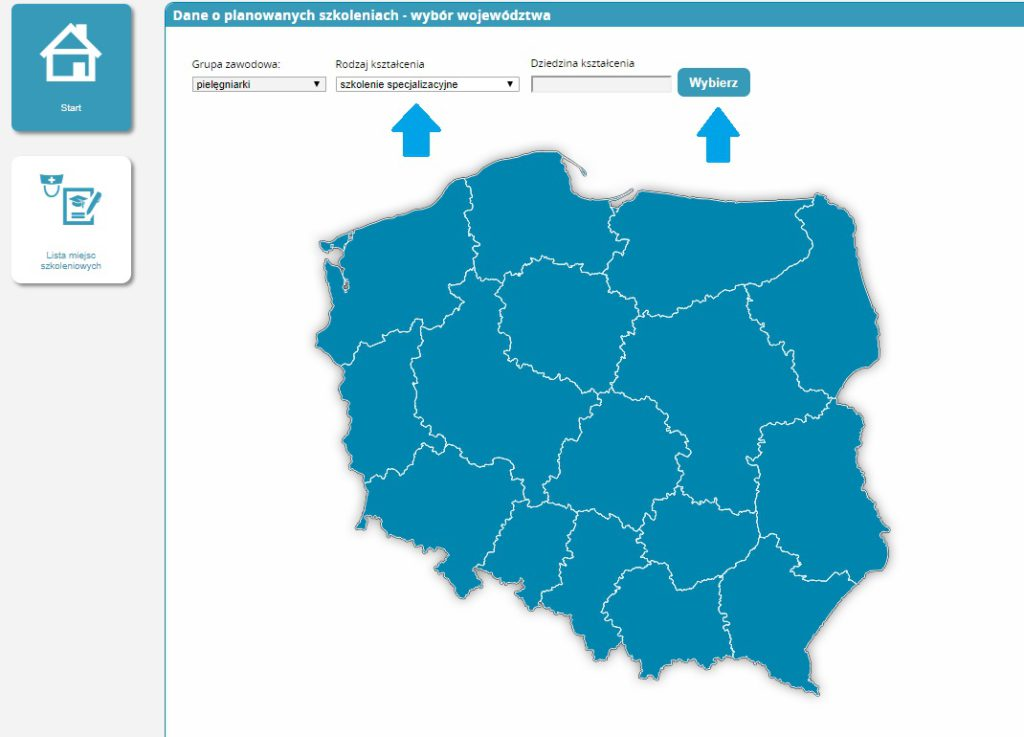 Dane o planowanych szkoleniach - wybór województwa
Grupa zawodowa:
Rodzaj kształcenia
Dziedzina kształcenia
pielęgniarki
szkolenie specjalizacyjne
Wybierz
Start
Lista miejsc
szkoleniowych